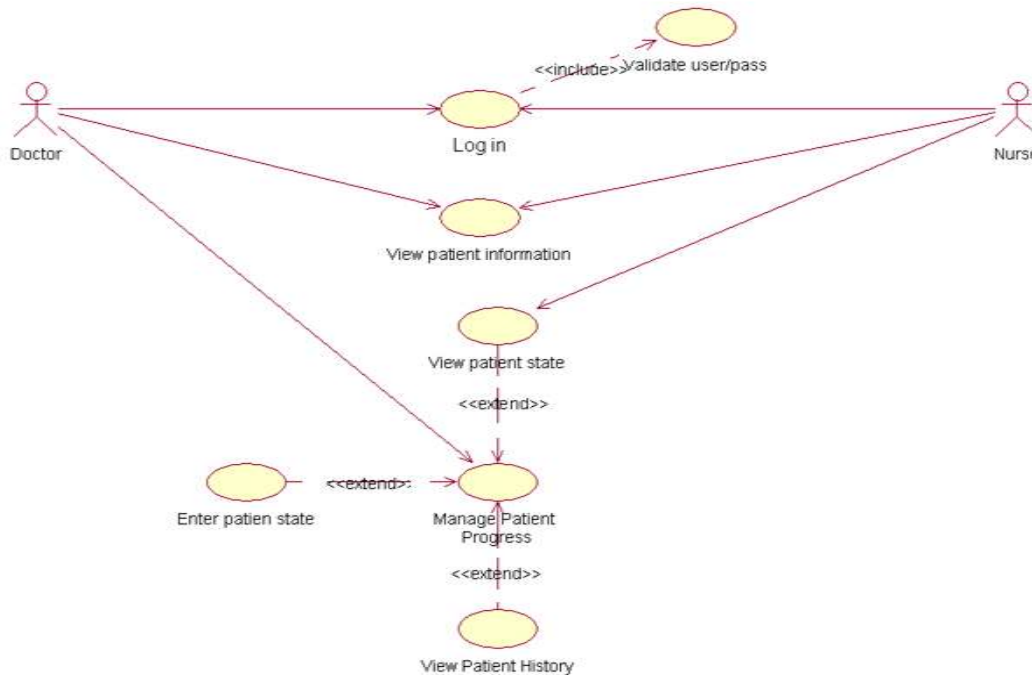 <<include>>
Validate user/pass
Doctor
Log in
Nurse
View patient information
View patient state
<<extend>>
<<extend>:
Enter patien state
Manage Patient
Progress
<<extend>>
View Patient History